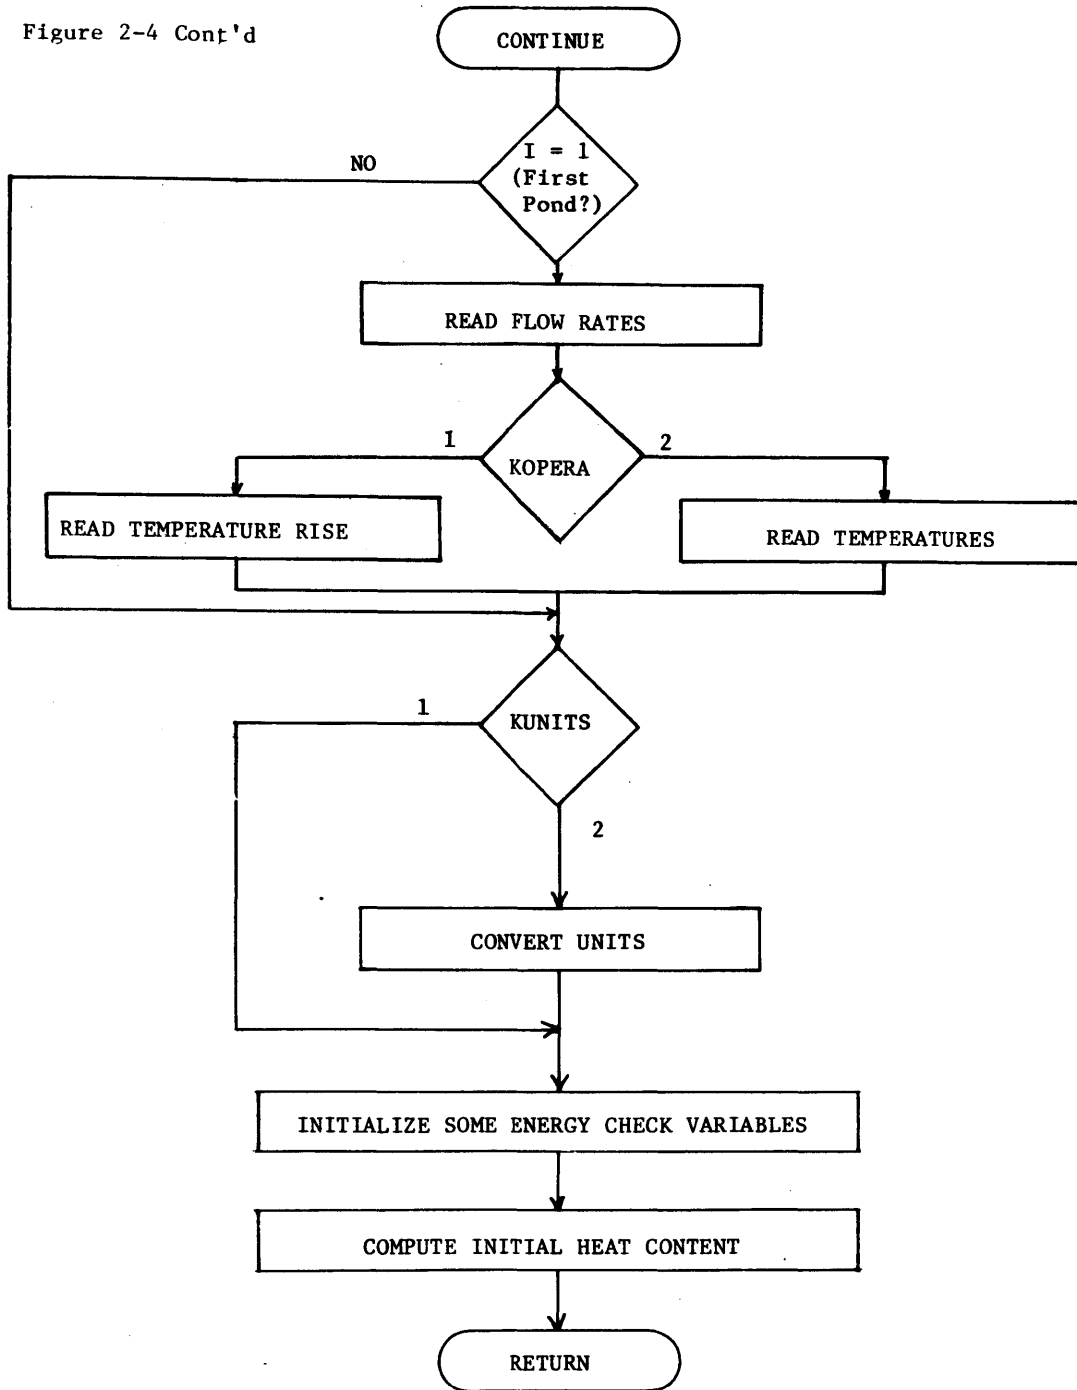 Figure 2-4 Cont'd
CONTINUE
I = 1
(First
Pond?)
NO
READ FLOW RATES
KOPERA
1
2
READ TEMPERATURE RISE
READ TEMPERATURES
KUNITS
1
2
CONVERT UNITS
INITIALIZE SOME ENERGY CHECK VARIABLES
COMPUTE INITIAL HEAT CONTENT
RETURN